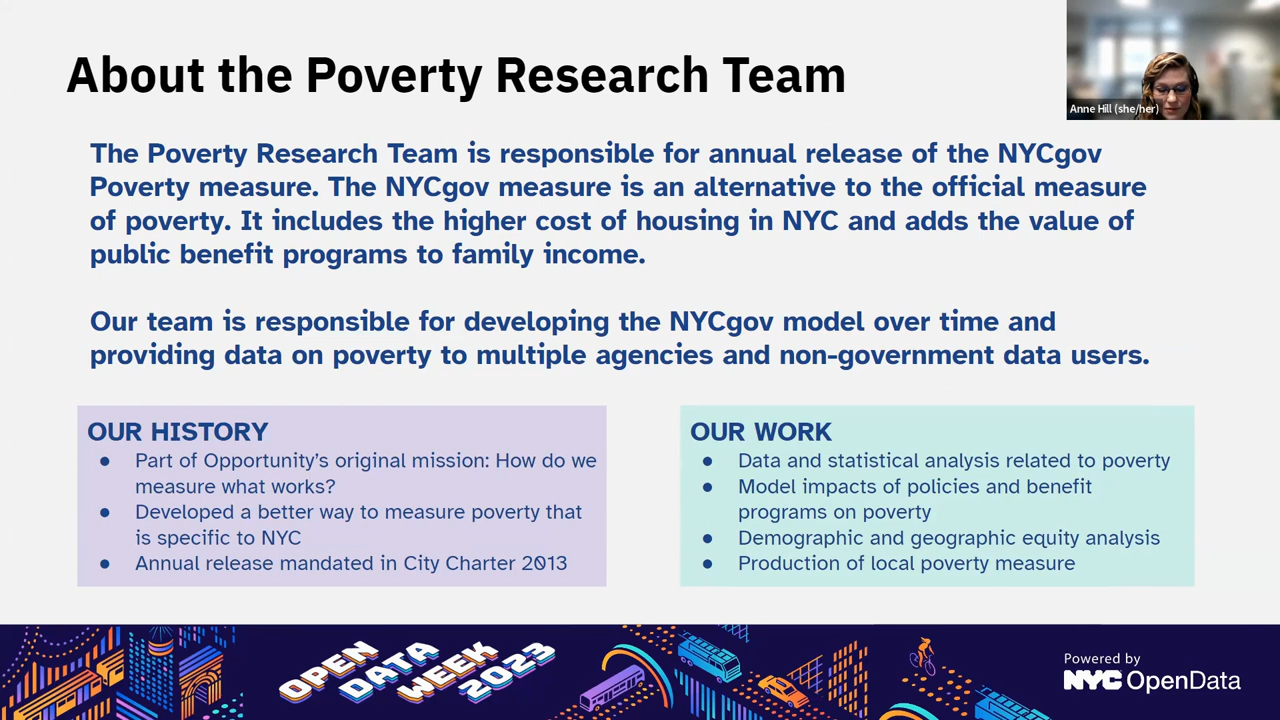 About the Poverty Research Team
Anne Hill (she/her)
The Poverty Research Team is responsible for annual release of the NYCgov
Poverty measure. The NYCgov measure is an alternative to the official measure
of poverty. It includes the higher cost of housing in NYC and adds the value of
public benefit programs to family income.
Our team is responsible for developing the NYCgov model over time and
providing data on poverty to multiple agencies and non-government data users.
OUR HISTORY
● Part of Opportunity’s original mission: How do we
measure what works?
● Developed a better way to measure poverty that
is specific to NYC
● Annual release mandated in City Charter 2013
OUR WORK
● Data and statistical analysis related to poverty
● Model impacts of policies and benefit
programs on poverty
● Demographic and geographic equity analysis
● Production of local poverty measure
OPEN
DATA
WEEK
2023
Powered by
NYC OpenData